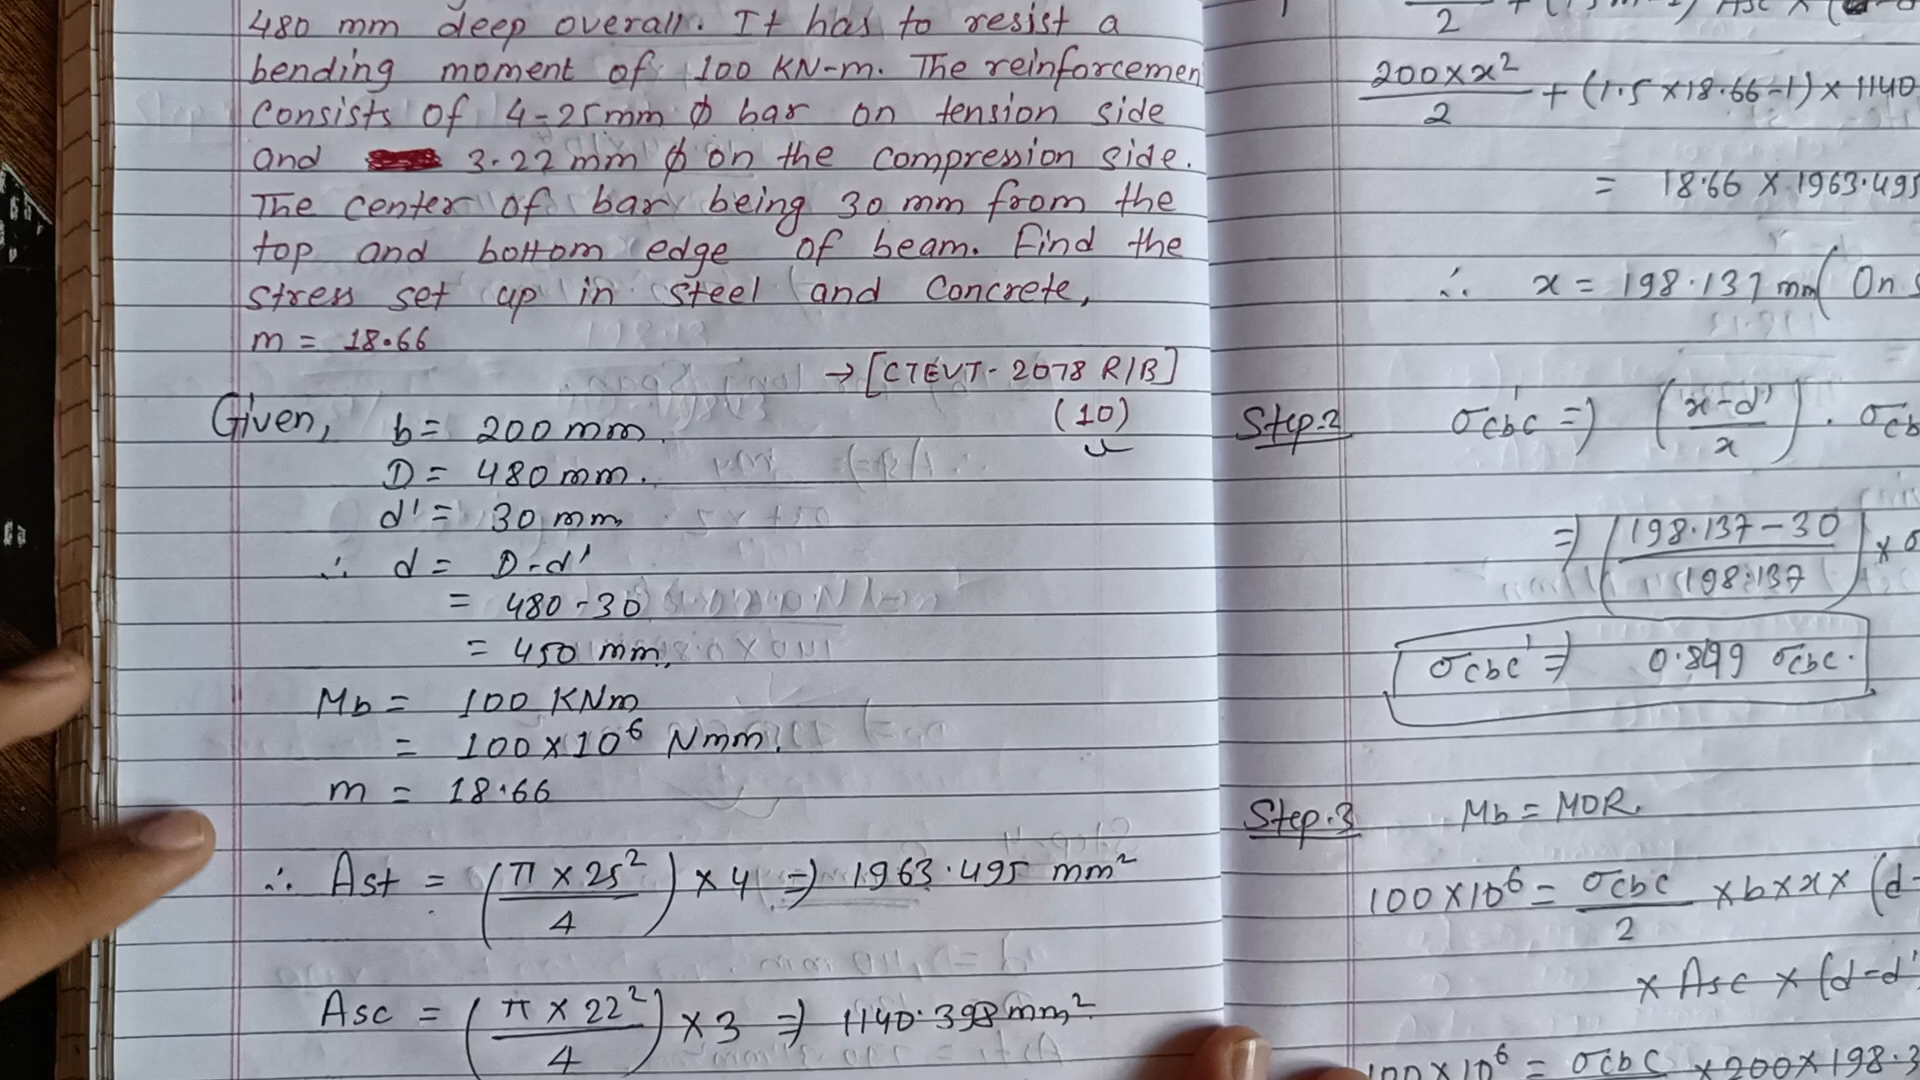 480 mm deep overall. It has to resist a
bending moment of 100 KN-m. The reinforcemen
consists of 4-25mm ϕ bar on tension side
and 3.22 mm ϕ on the compression side.
The center of bar being 30 mm from the
top and bottom edge of beam. Find the
stress set up in steel and concrete,
m = 18.66
→ [CTEVT- 2078 R/B]
(10)
Given, b = 200 mm.
D = 480 mm.
d' = 30 mm
∴ d = D-d'
= 480 - 30
= 450 mm.
Mb = 100 KNm
= 100 x 10⁶ Nmm.
m = 18.66
∴ Ast = (π x 25²/4) x 4 ⇒ 1963.495 mm²
Asc = (π x 22²/4) x 3 ⇒ 1140.398 mm²
200 x x²/2 + (1.5 x 18.66 - 1) x 1140
= 18.66 x 1963.495
∴ x = 198.137 mm (On
Step.2 σcbc' ⇒ (x-d'/x) . σcb
⇒ (198.137 - 30/198.137) x σ
σcbc' ⇒ 0.849 σcbc.
Step.3 Mb = MOR.
100 x 10⁶ = σcbc/2 x b x x x (d-
x Asc x (d-d'
100 x 10⁶ = σcbc x 200 x 198.3